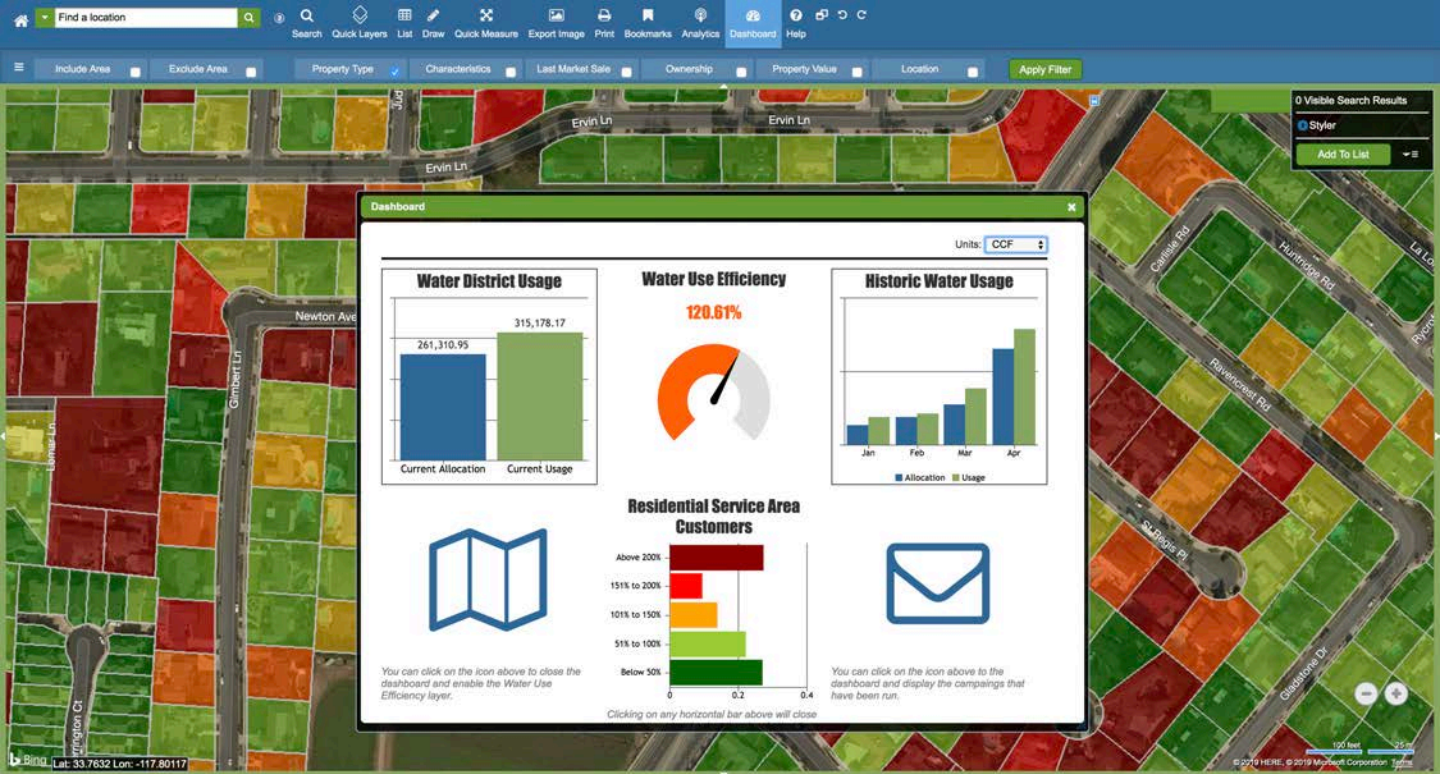 Find a location
Search
Quick Layers
List
Draw
Quick Measure
Export Image
Print
Bookmarks
Analytics
Dashboard
Help
Include Area
Exclude Area
Property Type
Characteristics
Last Market Sale
Ownership
Property Value
Location
Apply Filter
0 Visible Search Results
Styler
Add To List
Jud
Ervin Ln
Ervin Ln
Ervin Ln
Newton Ave
Gimbert Ln
Lomar Ln
rrington Ct
Carlisle Rd
Huntridge Rd
La Lo
Rycrof
Ravencrest Rd
St Regis Pl
Gladstone Dr
Dashboard
Units: CCF
Water District Usage
315,178.17
261,310.95
Current Allocation
Current Usage
Water Use Efficiency
120.61%
Historic Water Usage
Jan
Feb
Mar
Apr
Allocation
Usage
Residential Service Area
Customers
Above 200%
151% to 200%
101% to 150%
51% to 100%
Below 50%
0
0.2
0.4
You can click on the icon above to close the
dashboard and enable the Water Use
Efficiency layer.
Clicking on any horizontal bar above will close
You can click on the icon above to the
dashboard and display the campaings that
have been run.
Bing
Lat: 33.7632 Lon: -117.80117
100 feet
25 m
© 2019 HERE, © 2019 Microsoft Corporation Terms